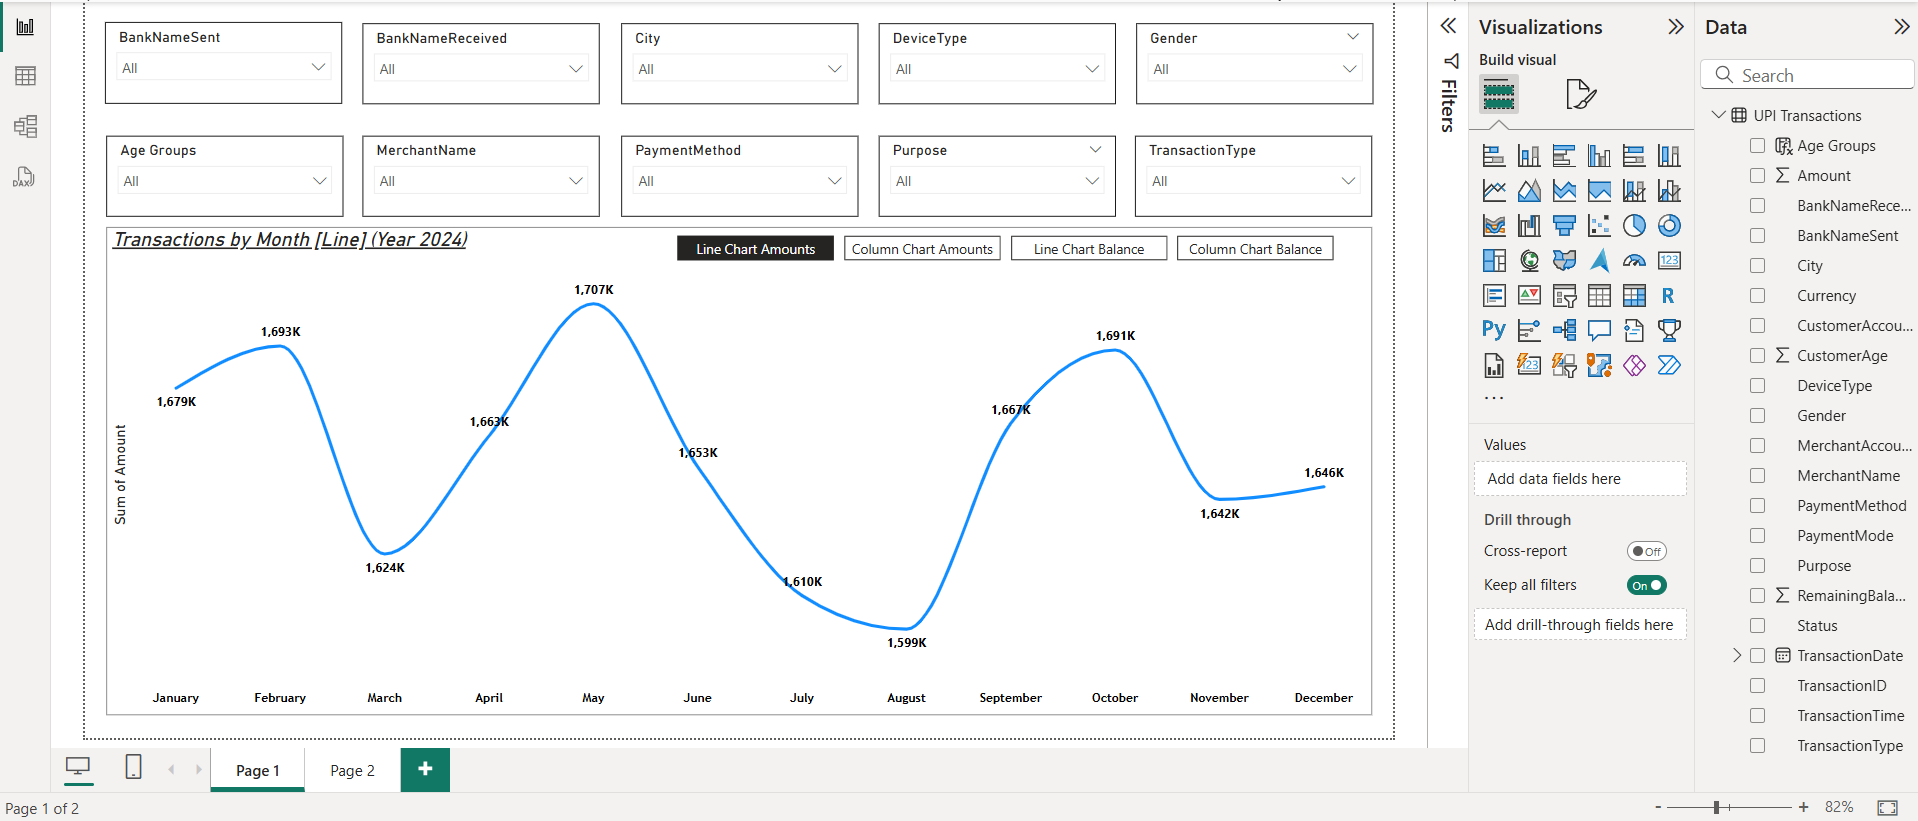 BankNameSent
All
BankNameReceived
All
City
All
DeviceType
All
Gender
All
Age Groups
All
MerchantName
All
PaymentMethod
All
Purpose
All
TransactionType
All
Transactions by Month [Line] (Year 2024)
Line Chart Amounts
Column Chart Amounts
Line Chart Balance
Column Chart Balance
Sum of Amount
1,679K
1,693K
1,624K
1,663K
1,707K
1,653K
1,610K
1,599K
1,667K
1,691K
1,642K
1,646K
January
February
March
April
May
June
July
August
September
October
November
December
DAX
Page 1
Page 2
+
Page 1 of 2
- + 82%
Filters
Visualizations
Build visual
123
R
Py
123
...
Values
Add data fields here
Drill through
Cross-report
Off
Keep all filters
On
Add drill-through fields here
Data
Search
UPI Transactions
Age Groups
Σ Amount
BankNameRece...
BankNameSent
City
Currency
CustomerAccou...
Σ CustomerAge
DeviceType
Gender
MerchantAccou...
MerchantName
PaymentMethod
PaymentMode
Purpose
Σ RemainingBala...
Status
TransactionDate
TransactionID
TransactionTime
TransactionType